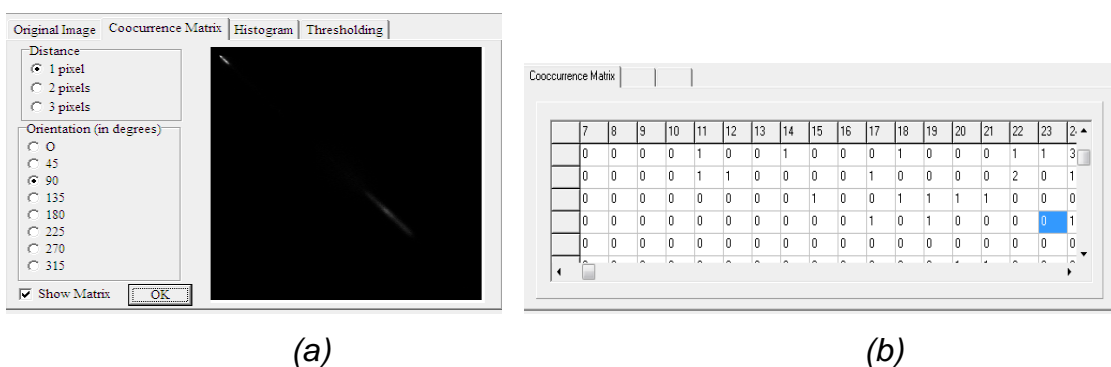 Original Image Coocurrence Matrix Histogram Thresholding
Distance
1 pixel
2 pixels
3 pixels
Orientation (in degrees)
O
45
90
135
180
225
270
315
Show Matrix OK
(a)
Cooccurrence Matrix
7 8 9 10 11 12 13 14 15 16 17 18 19 20 21 22 23
0 0 0 0 1 0 0 1 0 0 0 1 0 0 0 1 1 3
0 0 0 0 1 1 0 0 0 0 1 0 0 0 0 2 0 1
0 0 0 0 0 0 0 0 1 0 0 1 1 1 1 0 0 0
0 0 0 0 0 0 0 0 0 0 1 0 1 0 0 0 0 1
0 0 0 0 0 0 0 0 0 0 0 0 0 0 0 0 0 0
(b)